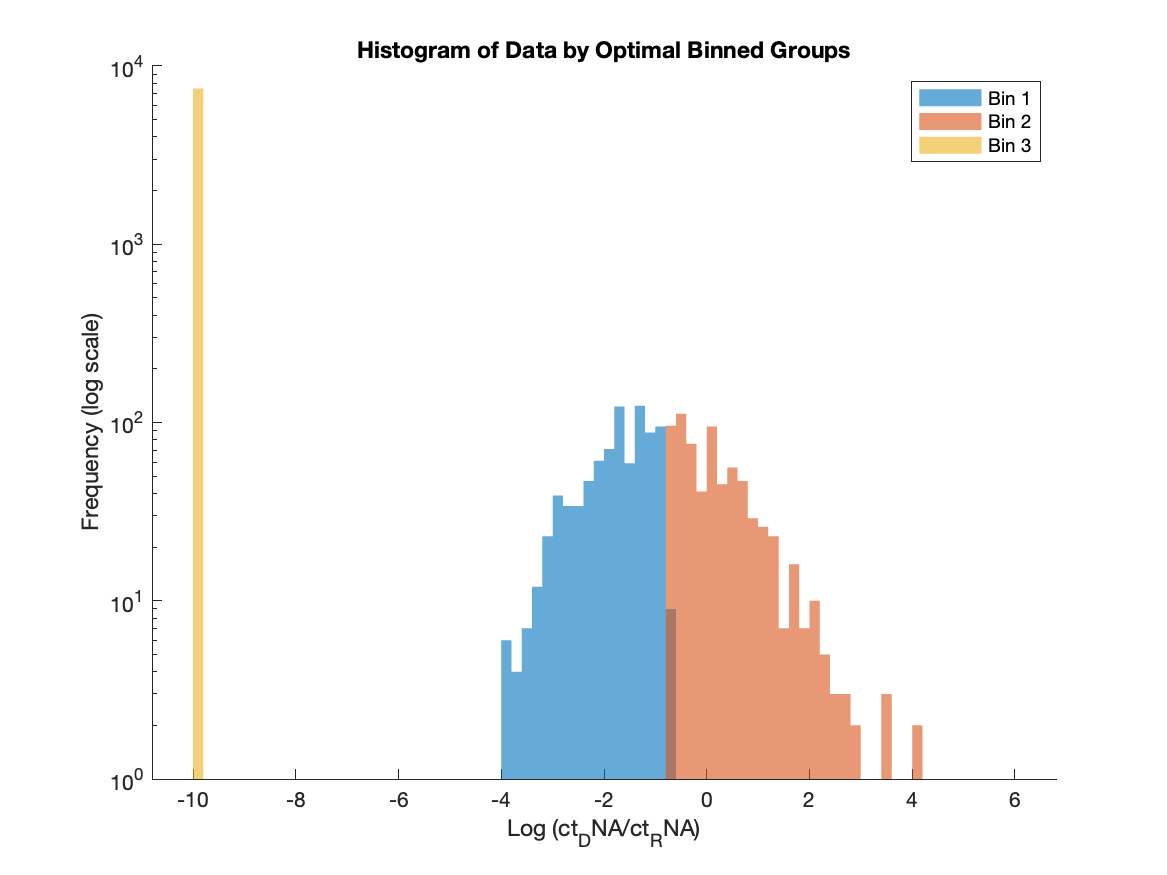 Histogram of Data by Optimal Binned Groups
10^4
10^3
10^2
10^1
10^0
Frequency (log scale)
Bin 1
Bin 2
Bin 3
-10 -8 -6 -4 -2 0 2 4 6
Log (ct_DNA/ct_RNA)